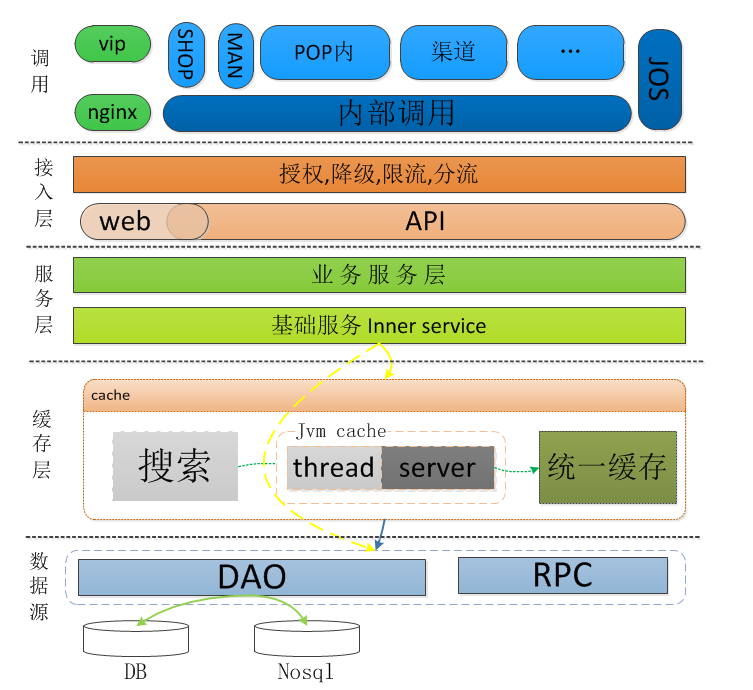 调用
vip
SHOP
MAN
POP内
渠道
...
JOS
nginx
内部调用
接入层
授权,降级,限流,分流
web
API
服务层
业务服务层
基础服务 Inner service
缓存层
cache
Jvm cache
搜索
thread
server
统一缓存
数据源
DAO
RPC
DB
Nosql